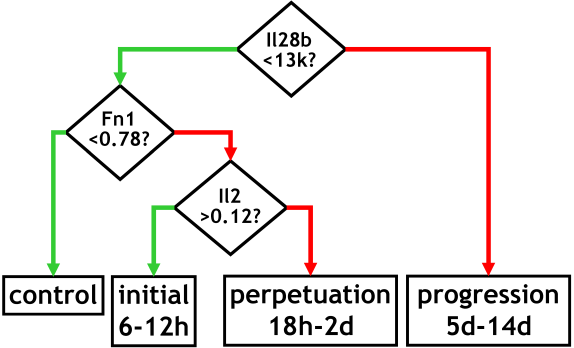 Il28b
<13k?
Fn1
<0.78?
Il2
>0.12?
control
initial
6-12h
perpetuation
18h-2d
progression
5d-14d